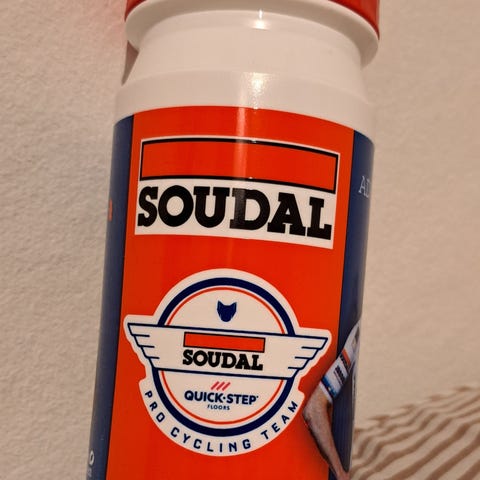 SOUDAL
SOUDAL
QUICK-STEP
FLOORS
PRO CYCLING TEAM